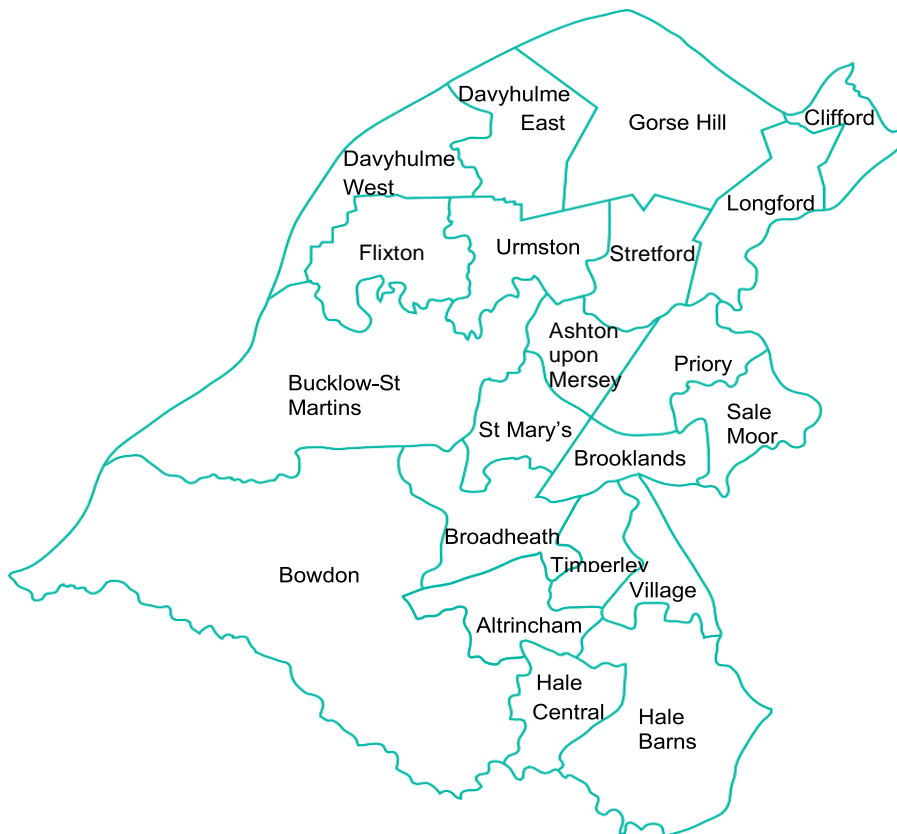 Davyhulme
East
Gorse Hill
Clifford
Davyhulme
West
Longford
Flixton
Urmston
Stretford
Ashton
upon
Mersey
Priory
Bucklow-St
Martins
Sale
Moor
St Mary’s
Brooklands
Broadheath
Timperley
Bowdon
Village
Altrincham
Hale
Central
Hale
Barns